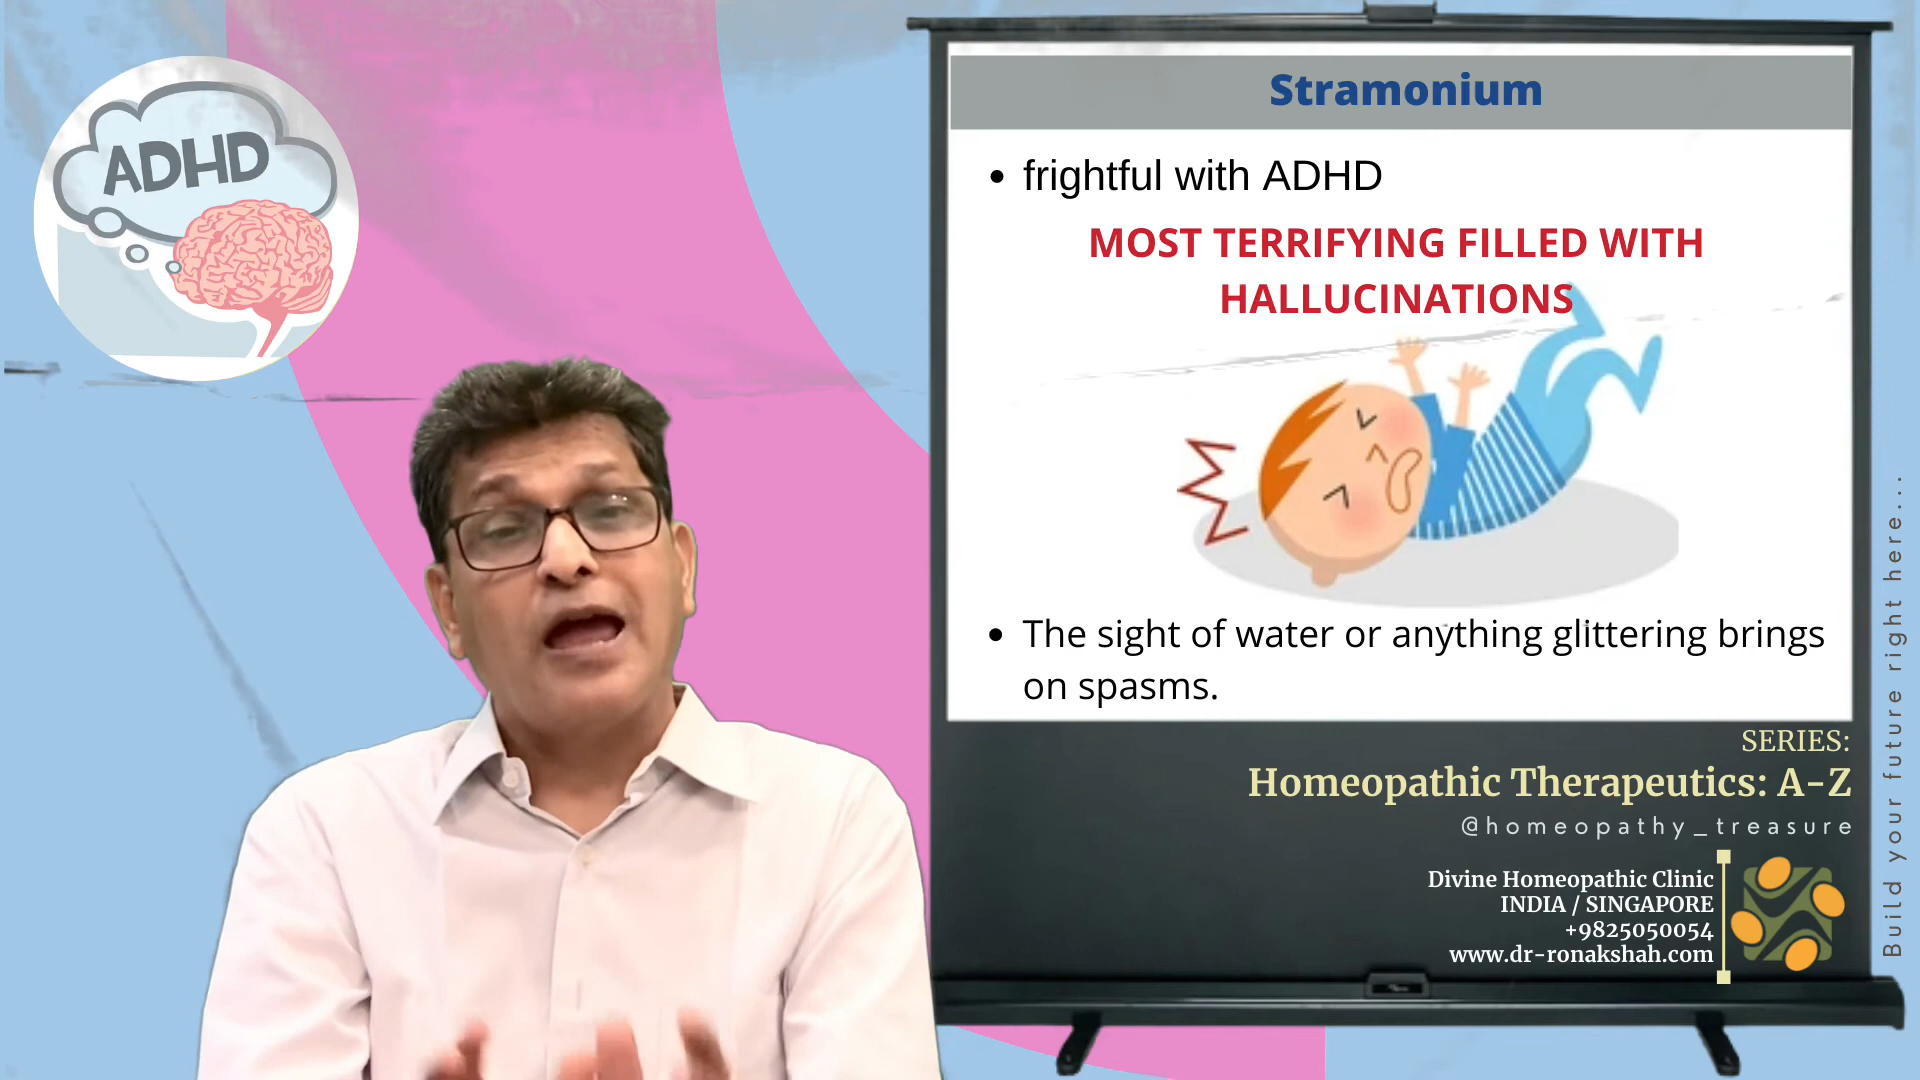 ADHD
Stramonium
• frightful with ADHD
MOST TERRIFYING FILLED WITH
HALLUCINATIONS
• The sight of water or anything glittering brings
on spasms.
SERIES:
Homeopathic Therapeutics: A-Z
@homeopathy_treasure
Divine Homeopathic Clinic
INDIA / SINGAPORE
+9825050054
www.dr-ronakshah.com
Build your future right here...